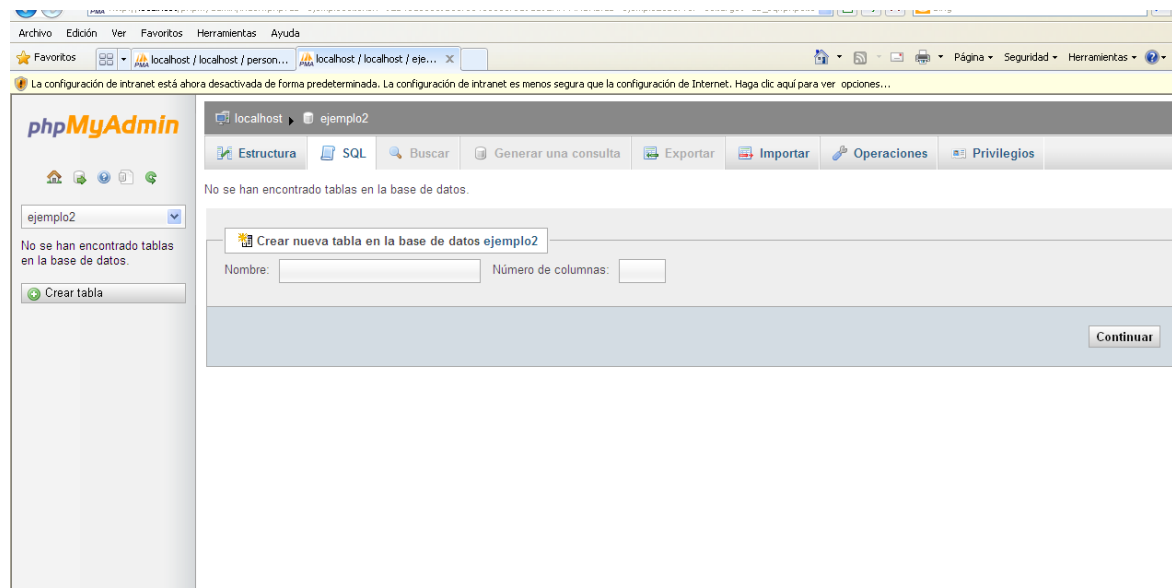 Archivo Edición Ver Favoritos Herramientas Ayuda
Favoritos
localhost / localhost / person...
localhost / localhost / eje...
Página Seguridad Herramientas
La configuración de intranet está ahora desactivada de forma predeterminada. La configuración de intranet es menos segura que la configuración de Internet. Haga clic aquí para ver opciones...
phpMyAdmin
localhost ejemplo2
Estructura SQL Buscar Generar una consulta Exportar Importar Operaciones Privilegios
No se han encontrado tablas en la base de datos.
ejemplo2
No se han encontrado tablas
en la base de datos.
Crear tabla
Crear nueva tabla en la base de datos ejemplo2
Nombre: Número de columnas:
Continuar